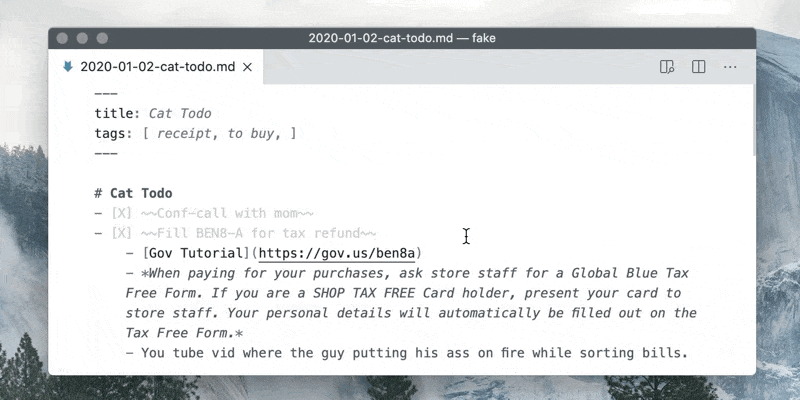 2020-01-02-cat-todo.md — fake
2020-01-02-cat-todo.md
---
title: Cat Todo
tags: [ receipt, to buy, ]
---
# Cat Todo
- [X] ~~Conf-call with mom~~
- [X] ~~Fill BEN8-A for tax refund~~
- [Gov Tutorial](https://gov.us/ben8a)
- *When paying for your purchases, ask store staff for a Global Blue Tax
Free Form. If you are a SHOP TAX FREE Card holder, present your card to
store staff. Your personal details will automatically be filled out on the
Tax Free Form.*
- You tube vid where the guy putting his ass on fire while sorting bills.